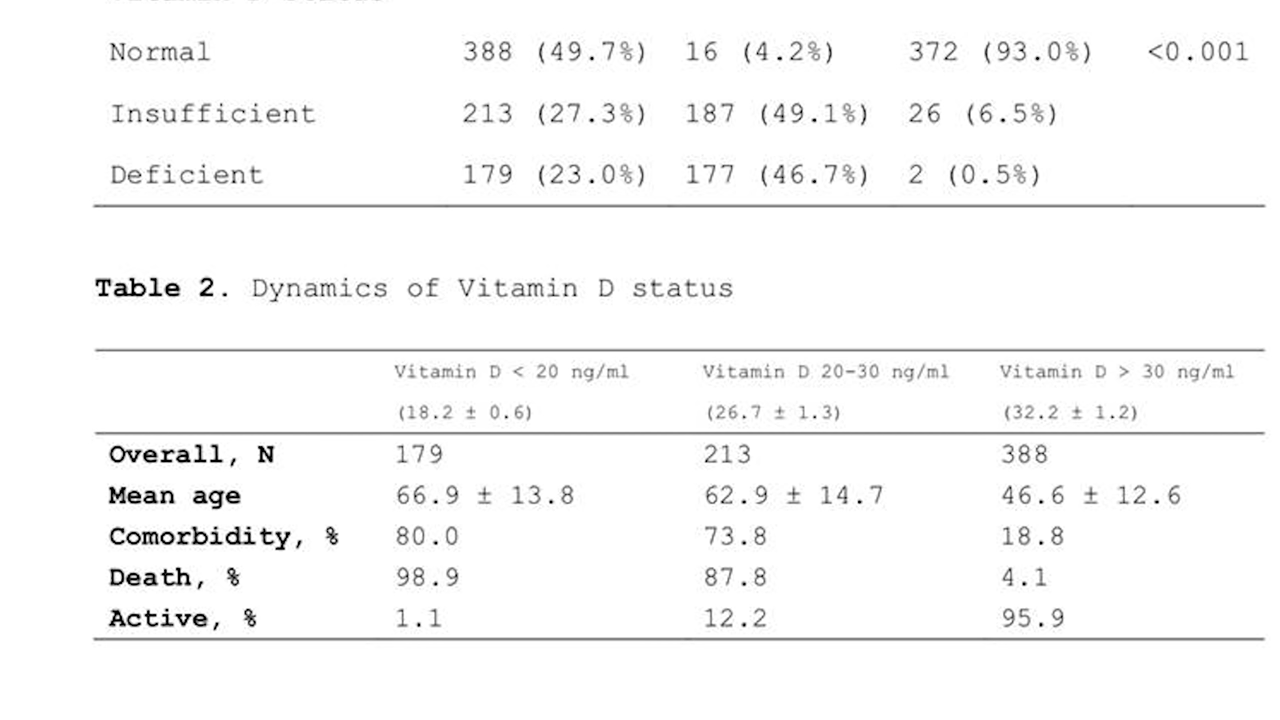 Normal 388 (49.7%) 16 (4.2%) 372 (93.0%) <0.001
Insufficient 213 (27.3%) 187 (49.1%) 26 (6.5%)
Deficient 179 (23.0%) 177 (46.7%) 2 (0.5%)
Table 2. Dynamics of Vitamin D status
Vitamin D < 20 ng/ml Vitamin D 20-30 ng/ml Vitamin D > 30 ng/ml
(18.2 ± 0.6) (26.7 ± 1.3) (32.2 ± 1.2)
Overall, N 179 213 388
Mean age 66.9 ± 13.8 62.9 ± 14.7 46.6 ± 12.6
Comorbidity, % 80.0 73.8 18.8
Death, % 98.9 87.8 4.1
Active, % 1.1 12.2 95.9